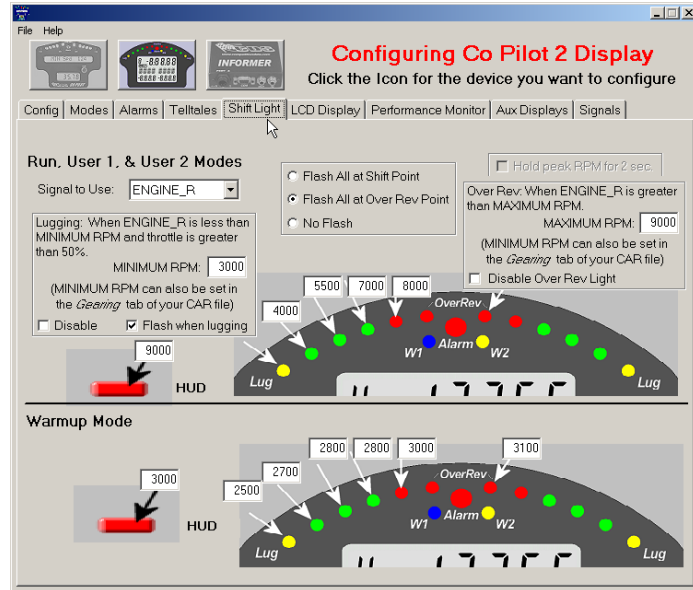 File Help
INFORMER
Configuring Co Pilot 2 Display
Click the Icon for the device you want to configure
Config Modes Alarms Telltales Shift Light LCD Display Performance Monitor Aux Displays Signals
Run, User 1, & User 2 Modes
Signal to Use: ENGINE_R
Flash All at Shift Point
Flash All at Over Rev Point
No Flash
Hold peak RPM for 2 sec.
Lugging: When ENGINE_R is less than
MINIMUM RPM and throttle is greater
than 50%.
MINIMUM RPM: 3000
(MINIMUM RPM can also be set in
the Gearing tab of your CAR file)
Disable Flash when lugging
Over Rev: When ENGINE_R is greater
than MAXIMUM RPM.
MAXIMUM RPM: 9000
(MINIMUM RPM can also be set in
the Gearing tab of your CAR file)
Disable Over Rev Light
4000 5500 7000 8000
OverRev
W1 Alarm W2
Lug Lug
9000
HUD
Warmup Mode
2500 2700 2800 2800 3000 3100
OverRev
W1 Alarm W2
Lug Lug
3000
HUD